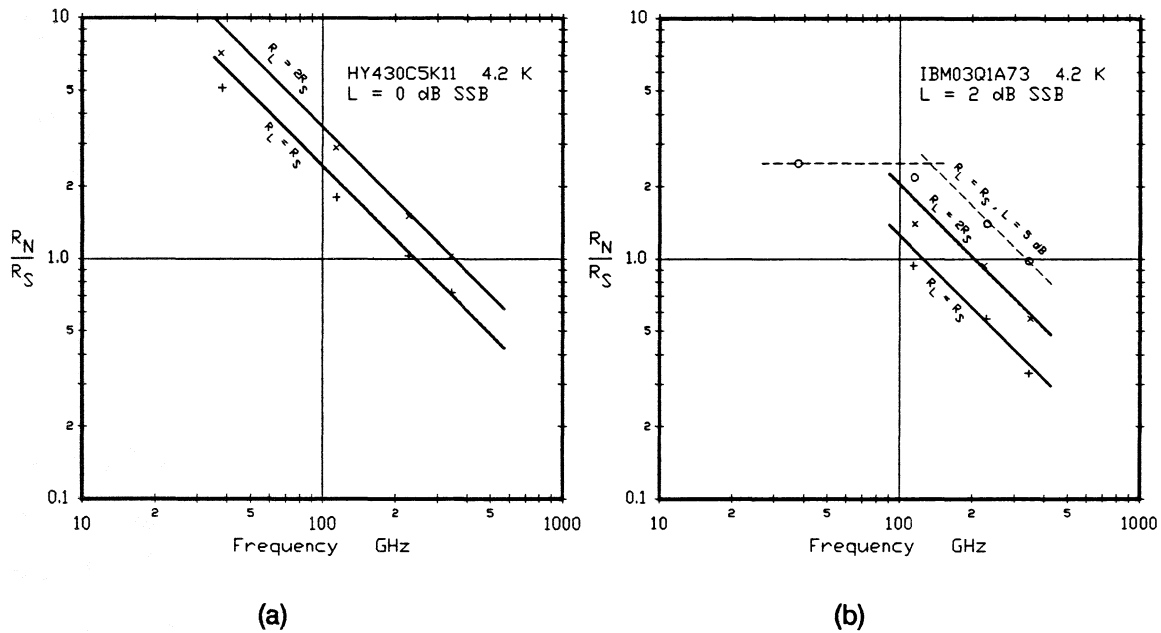 10
5
2
1.0
5
2
0.1
R_N
R_S
HY430C5K11 4.2 K
L = 0 dB SSB
R_L = 2R_S
R_L = R_S
10
2
5
100
2
5
1000
Frequency GHz
(a)
10
5
2
1.0
5
2
0.1
R_N
R_S
IBM03Q1A73 4.2 K
L = 2 dB SSB
R_L = R_S, L = 5 dB
R_L = 2R_S
R_L = R_S
10
2
5
100
2
5
1000
Frequency GHz
(b)